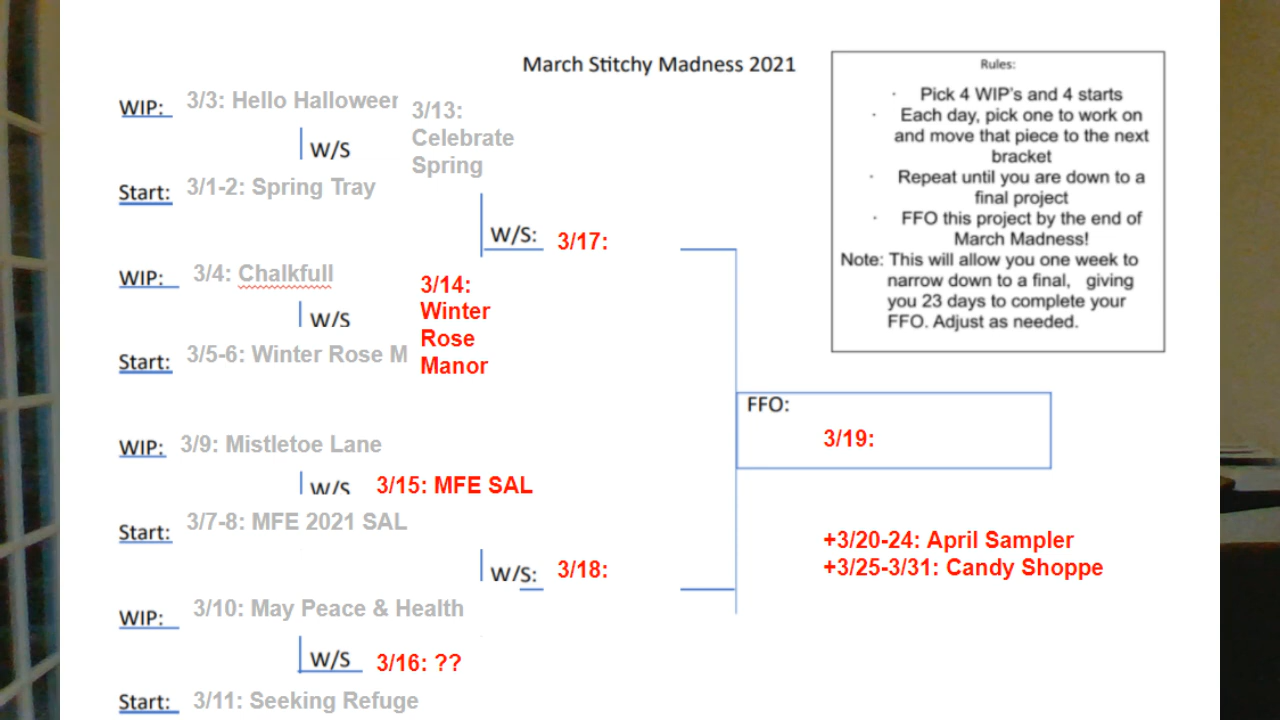 March Stitchy Madness 2021
Rules:
· Pick 4 WIP's and 4 starts
· Each day, pick one to work on
and move that piece to the next
bracket
· Repeat until you are down to a
final project
· FFO this project by the end of
March Madness!
Note: This will allow you one week to
narrow down to a final, giving
you 23 days to complete your
FFO. Adjust as needed.
WIP: 3/3: Hello Halloween
W/S
3/13:
Celebrate
Spring
Start: 3/1-2: Spring Tray
W/S: 3/17:
WIP: 3/4: Chalkfull
W/S
3/14:
Winter
Rose
Manor
Start: 3/5-6: Winter Rose M
FFO:
3/19:
WIP: 3/9: Mistletoe Lane
W/S 3/15: MFE SAL
Start: 3/7-8: MFE 2021 SAL
W/S: 3/18:
+3/20-24: April Sampler
+3/25-3/31: Candy Shoppe
WIP: 3/10: May Peace & Health
W/S 3/16: ??
Start: 3/11: Seeking Refuge